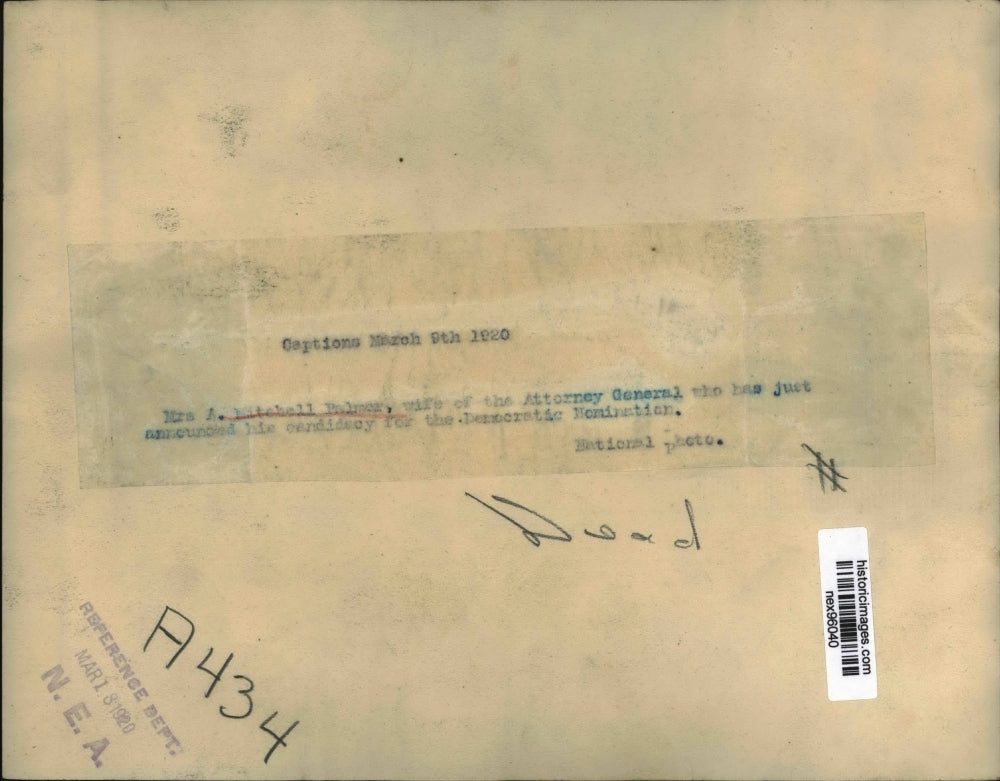 Captions March 9th 1920
Mrs A. Mitchell Palmer, wife of the Attorney General who has just
announced his candidacy for the Democratic Nomination.
National photo.
#
Dead
historicimages.com
nex96040
A434
REFERENCE DEPT.
MAR 18 1920
N. E. A.